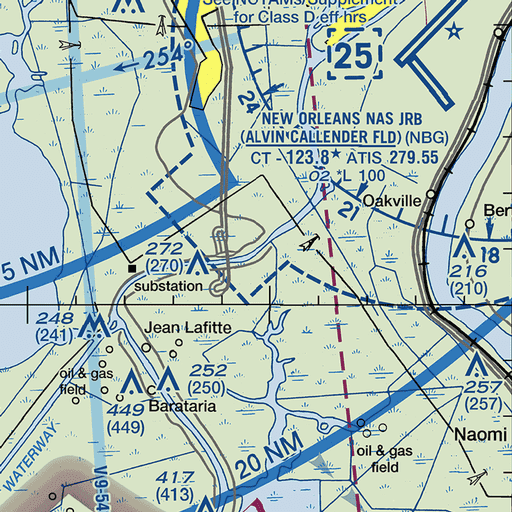 See NOTAMs/Supplement
for Class D eff hrs
254°
[25]
24
NEW ORLEANS NAS JRB
(ALVIN CALLENDER FLD) (NBG)
CT - 123.8* ATIS 279.55
02 *L 100
Oakville
21
Ber
18
272
(270)
216
(210)
5 NM
substation
248
(241)
Jean Lafitte
oil & gas
field
252
(250)
257
(257)
449
(449)
Barataria
Naomi
WATERWAY
20 NM
oil & gas
field
V/9-54
417
(413)